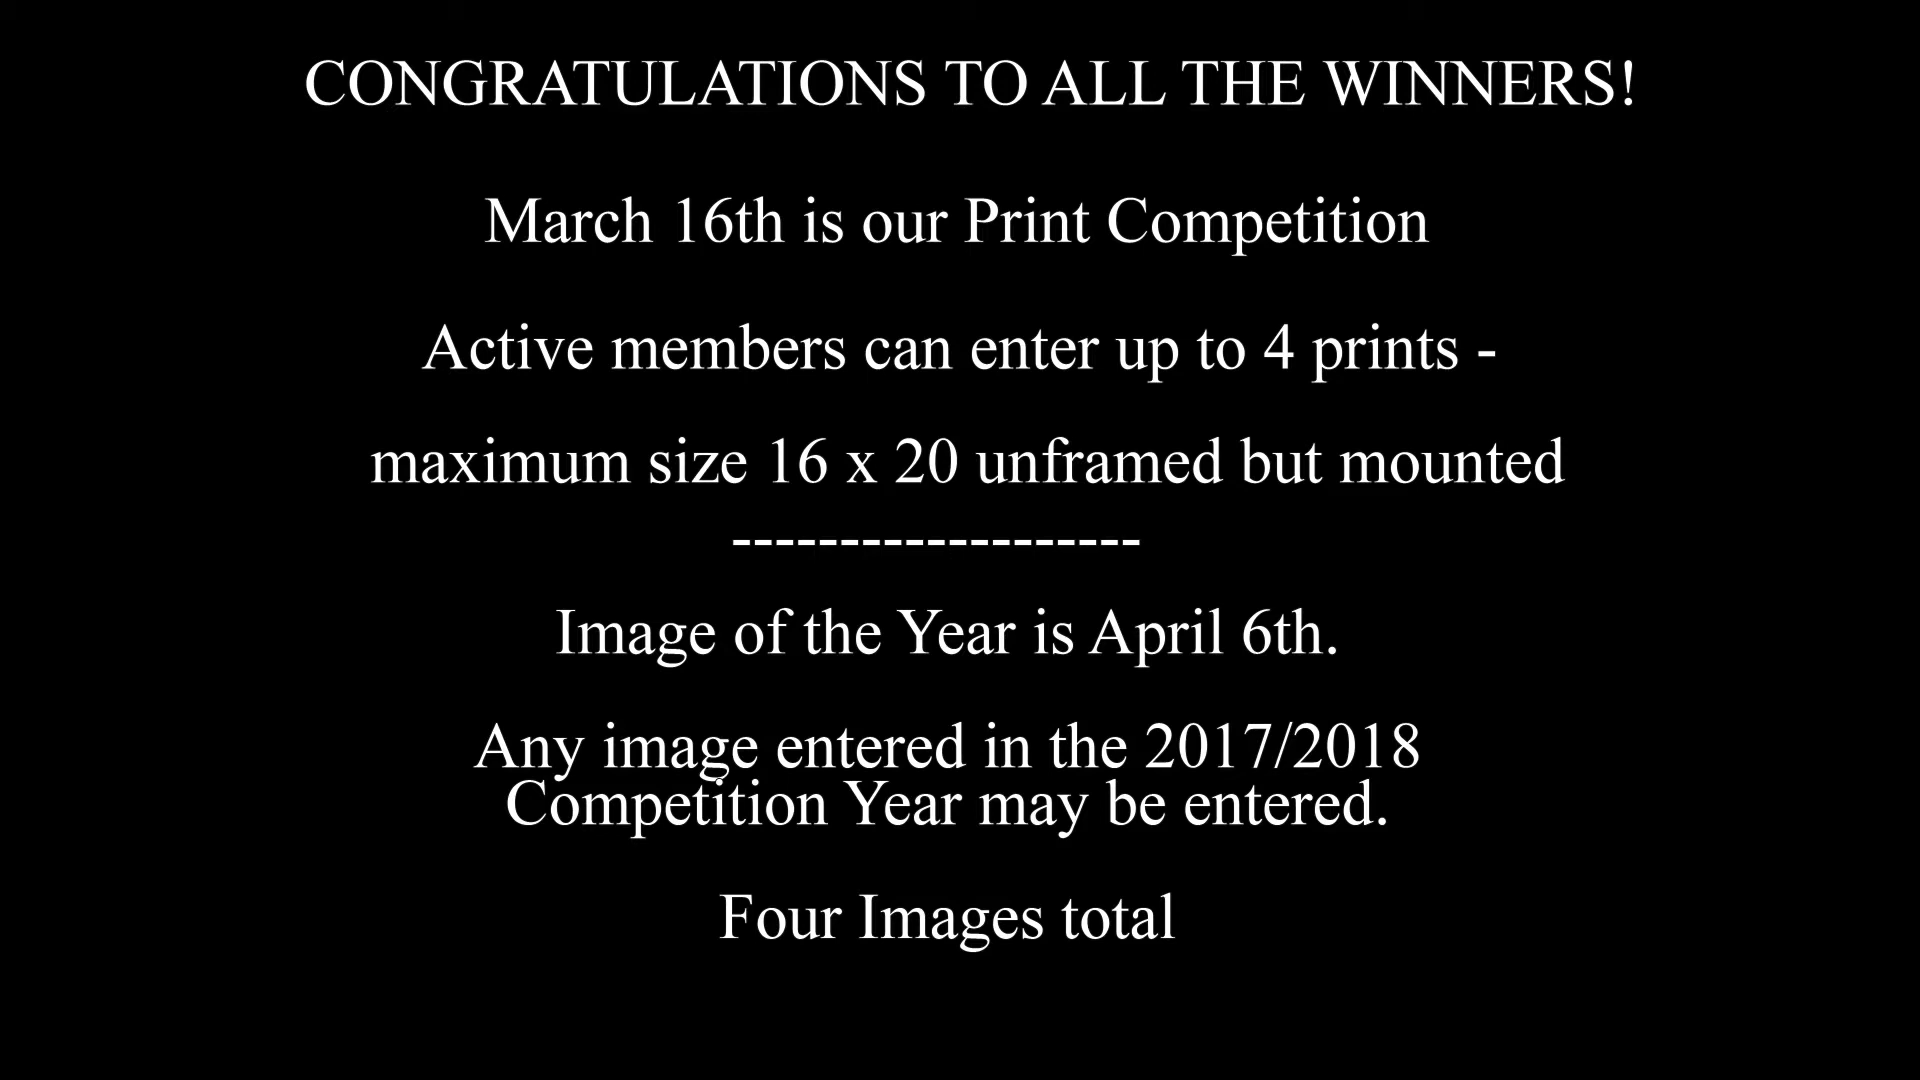 CONGRATULATIONS TO ALL THE WINNERS!
March 16th is our Print Competition
Active members can enter up to 4 prints -
maximum size 16 x 20 unframed but mounted
-------------------
Image of the Year is April 6th.
Any image entered in the 2017/2018
Competition Year may be entered.
Four Images total